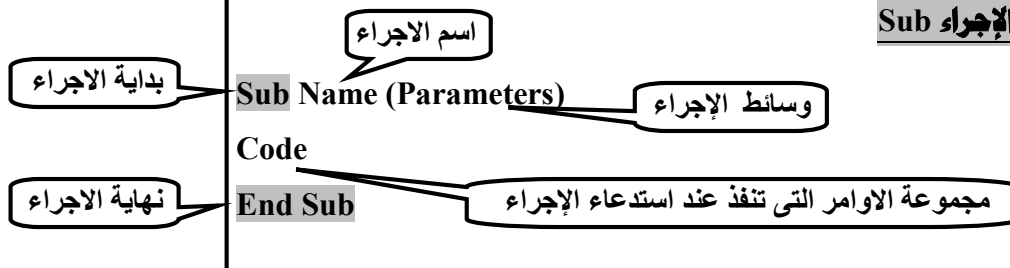 الإجراء Sub
اسم الاجراء
بداية الاجراء
Sub Name (Parameters)
وسائط الإجراء
Code
نهاية الاجراء
End Sub
مجموعة الاوامر التى تنفذ عند استدعاء الإجراء